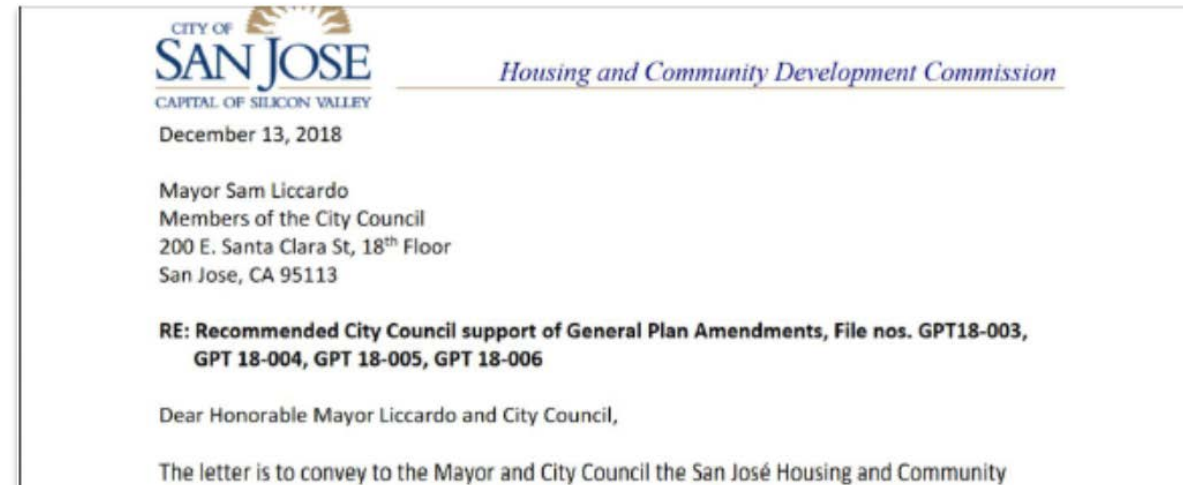 CITY OF
SAN JOSE
CAPITAL OF SILICON VALLEY
Housing and Community Development Commission
December 13, 2018
Mayor Sam Liccardo
Members of the City Council
200 E. Santa Clara St, 18th Floor
San Jose, CA 95113
RE: Recommended City Council support of General Plan Amendments, File nos. GPT18-003,
GPT 18-004, GPT 18-005, GPT 18-006
Dear Honorable Mayor Liccardo and City Council,
The letter is to convey to the Mayor and City Council the San José Housing and Community